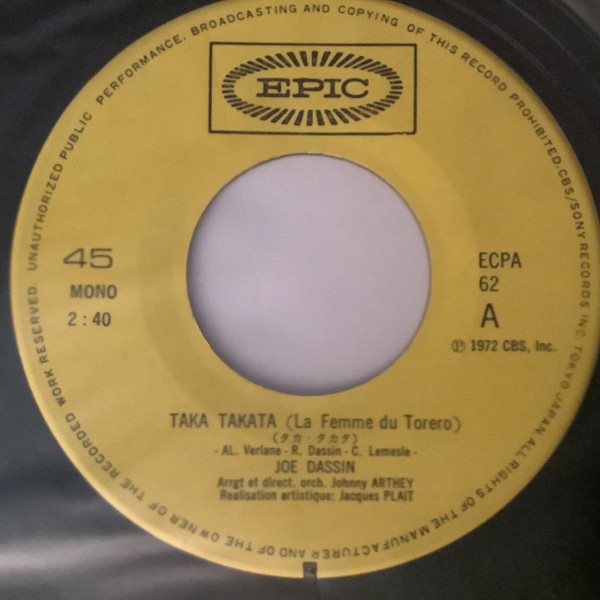 UNAUTHORIZED PUBLIC PERFORMANCE, BROADCASTING AND COPYING OF THIS RECORD PROHIBITED. CBS/SONY RECORDS INC. TOKYO JAPAN ALL RIGHTS OF THE MANUFACTURER AND OF THE OWNER OF THE RECORDED WORK RESERVED.
EPIC
45
MONO
2:40
ECPA
62
A
Ⓟ 1972 CBS, Inc.
TAKA TAKATA (La Femme du Torero)
(タカ・タカタ)
- AL. Verlane - R. Dassin - C. Lemesle -
JOE DASSIN
Arrgt et direct. orch. Johnny ARTHEY
Realisation artistique: Jacques PLAIT